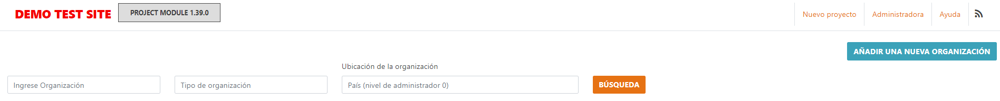 DEMO TEST SITE
PROJECT MODULE 1.39.0
Nuevo proyecto
Administradora
Ayuda
AÑADIR UNA NUEVA ORGANIZACIÓN
Ubicación de la organización
Ingrese Organización
Tipo de organización
País (nivel de administrador 0)
BÚSQUEDA